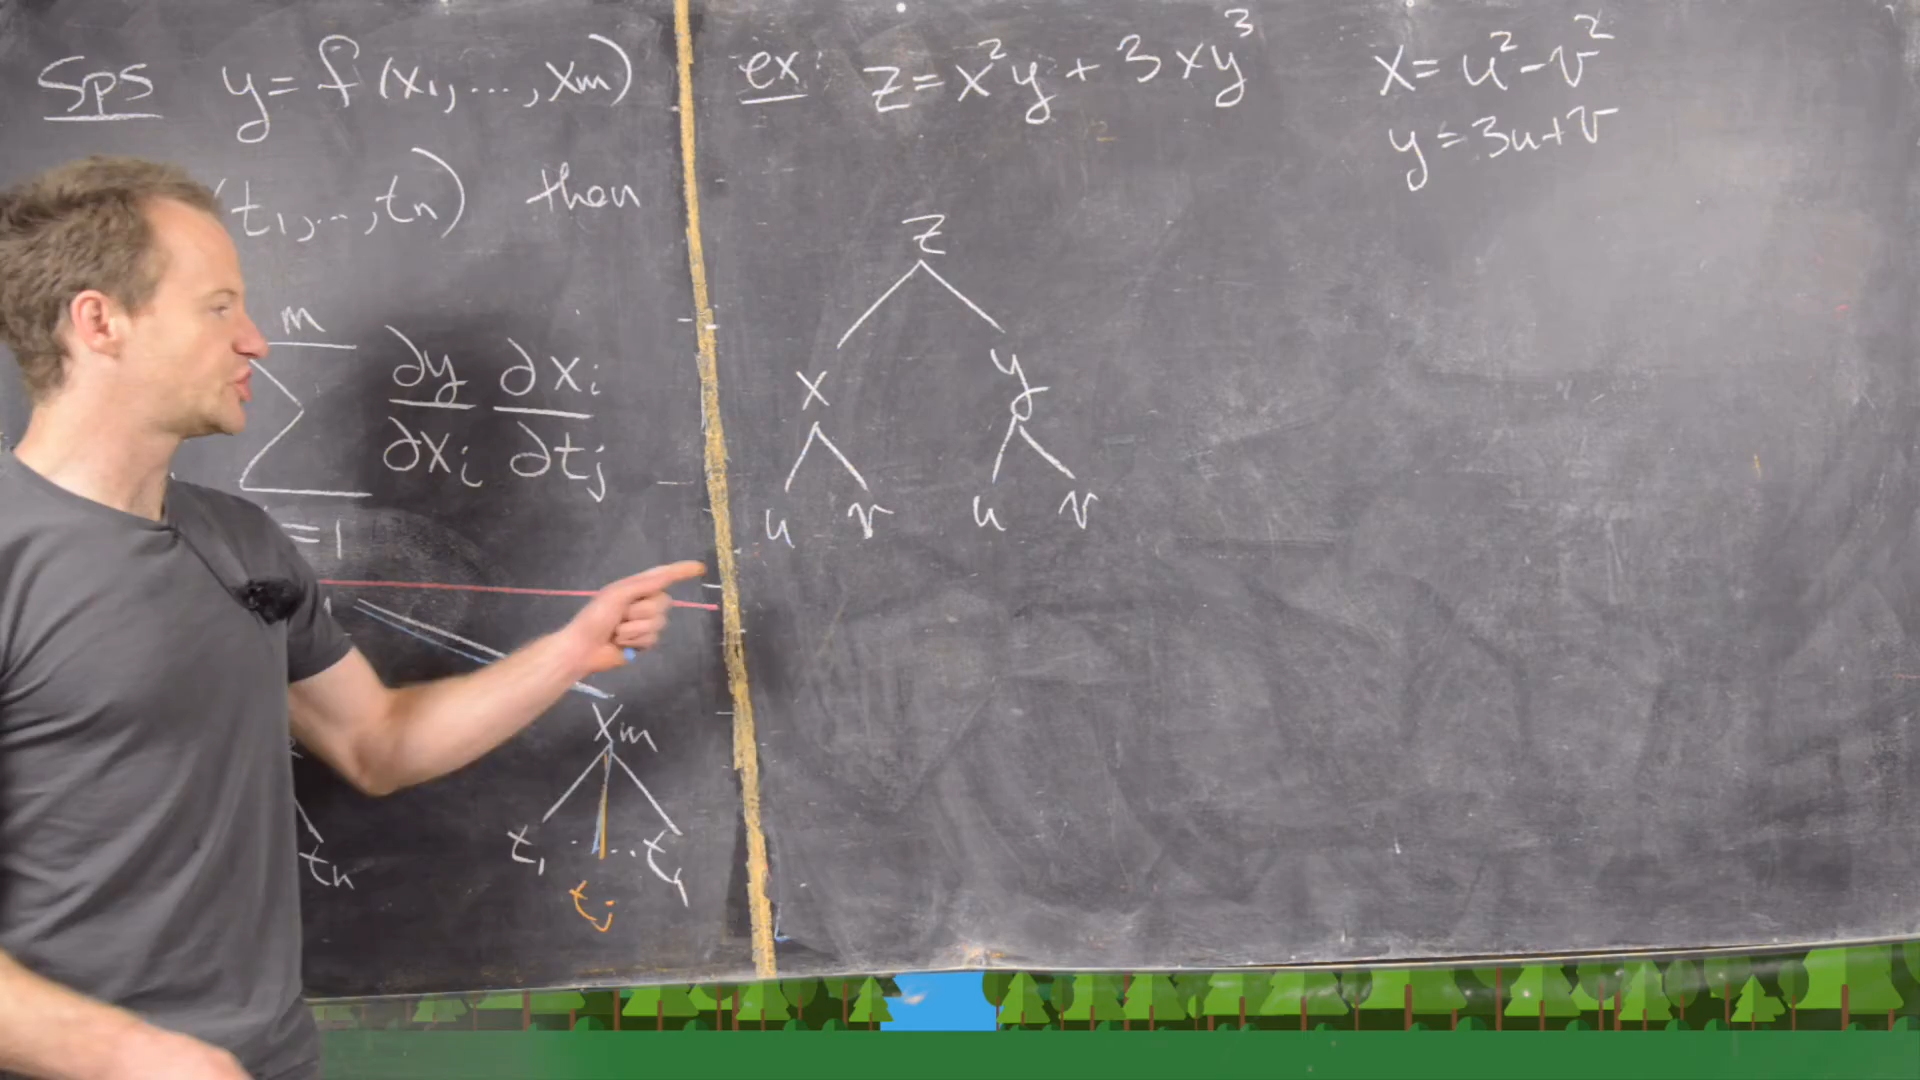 Sps y = f(x₁, ..., xₘ)
(t₁, ..., tₙ) then
m
∑ ∂y/∂xᵢ ∂xᵢ/∂tⱼ
=1
xₘ
t₁ ... tₙ
tₙ
tⱼ
ex: z = x²y + 3xy³
x = u² - v²
y = 3u + v
z
x y
u v u v